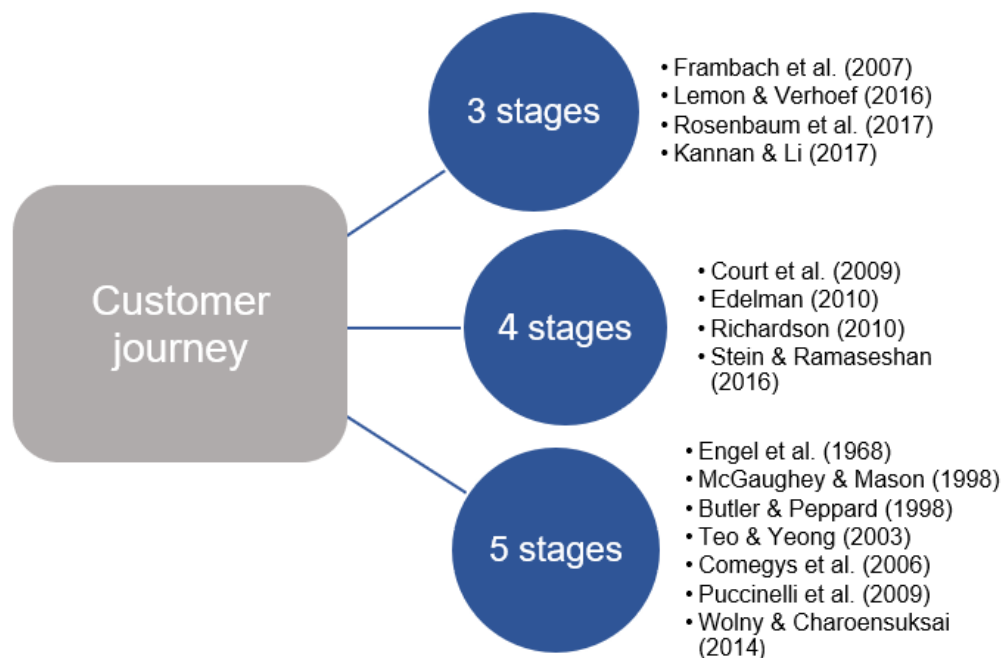 Customer
journey
3 stages
• Frambach et al. (2007)
• Lemon & Verhoef (2016)
• Rosenbaum et al. (2017)
• Kannan & Li (2017)
4 stages
• Court et al. (2009)
• Edelman (2010)
• Richardson (2010)
• Stein & Ramaseshan
(2016)
5 stages
• Engel et al. (1968)
• McGaughey & Mason (1998)
• Butler & Peppard (1998)
• Teo & Yeong (2003)
• Comegys et al. (2006)
• Puccinelli et al. (2009)
• Wolny & Charoensuksai
(2014)